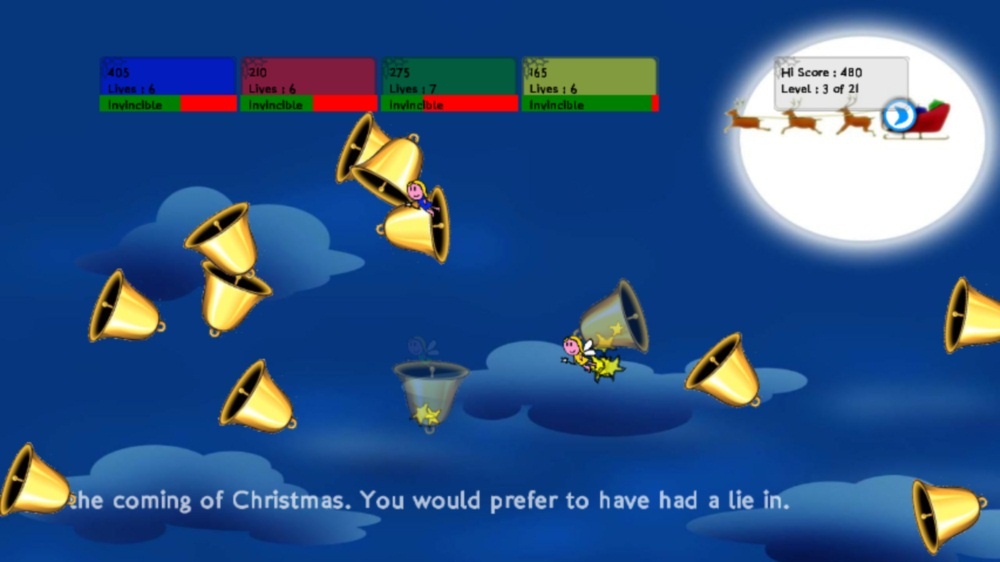 405
Lives : 6
Invincible
210
Lives : 6
Invincible
275
Lives : 7
Invincible
165
Lives : 6
Invincible
Hi Score : 480
Level : 3 of 21
the coming of Christmas. You would prefer to have had a lie in.